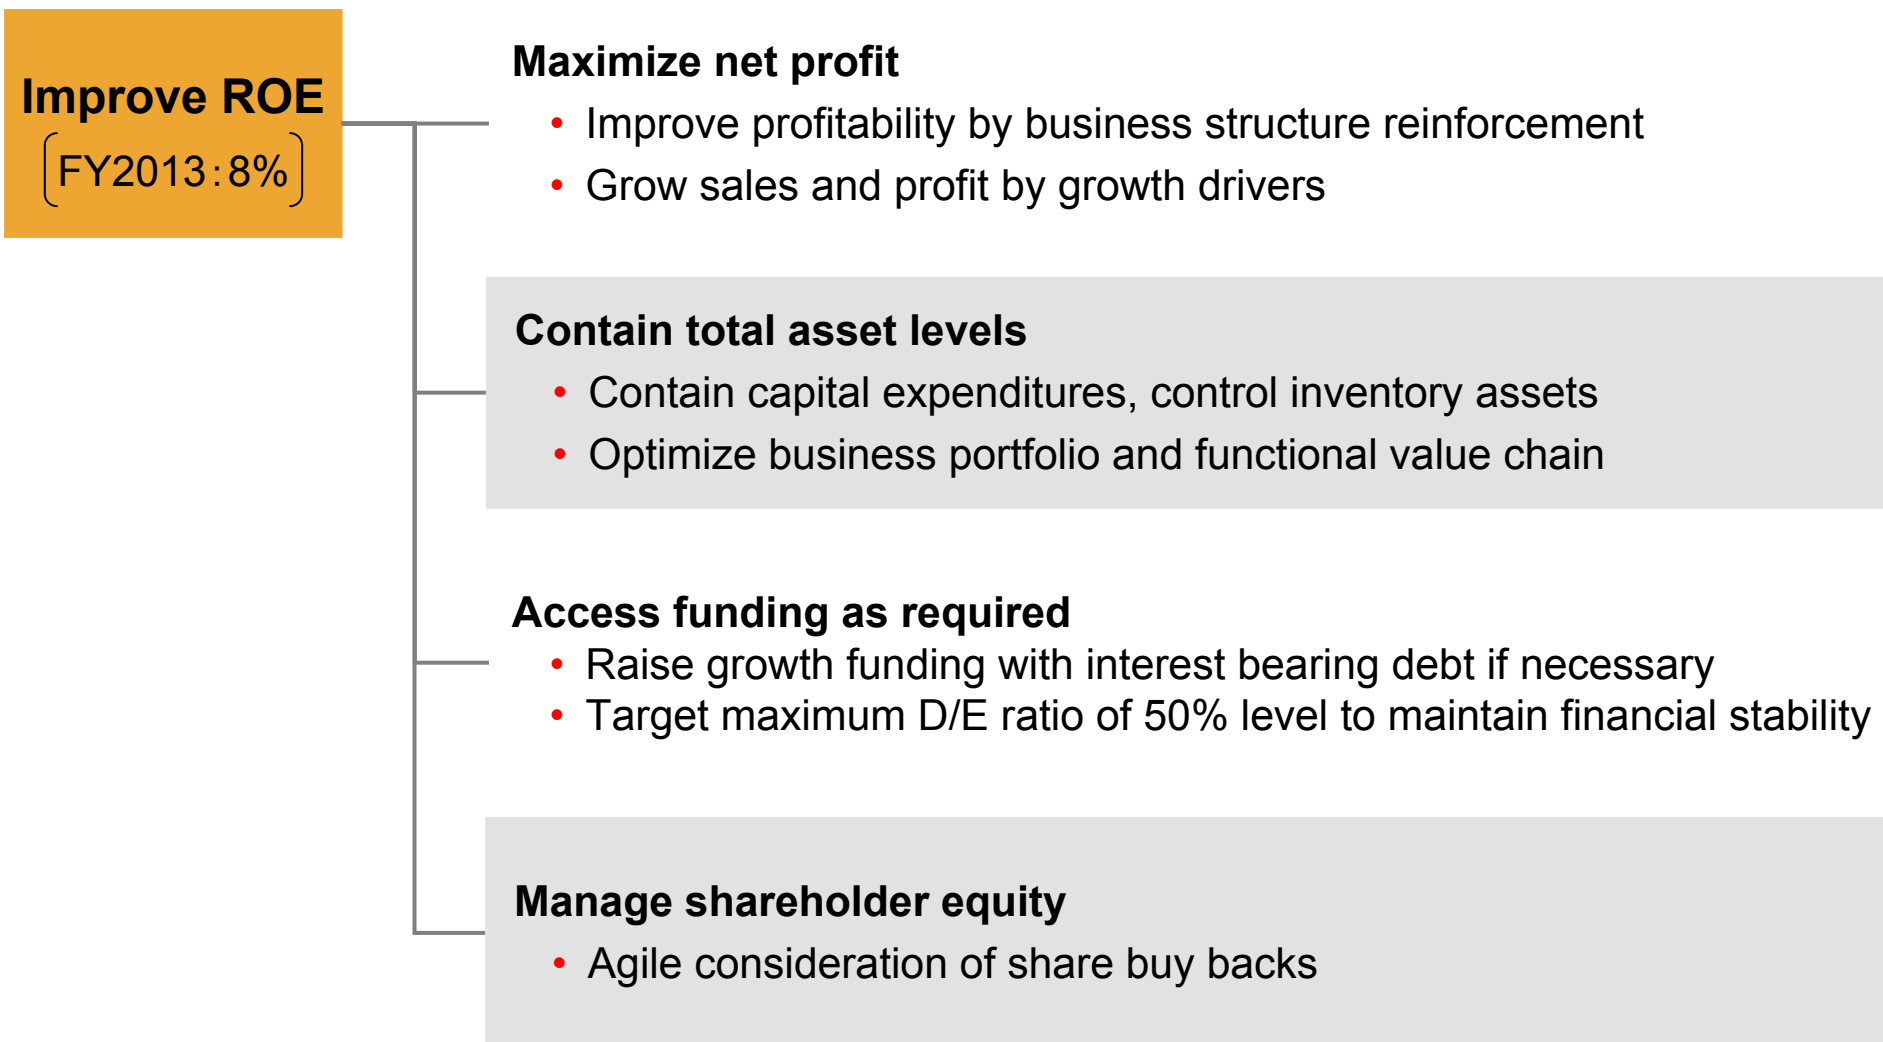 Improve ROE
FY2013:8%
Maximize net profit
• Improve profitability by business structure reinforcement
• Grow sales and profit by growth drivers
Contain total asset levels
• Contain capital expenditures, control inventory assets
• Optimize business portfolio and functional value chain
Access funding as required
• Raise growth funding with interest bearing debt if necessary
• Target maximum D/E ratio of 50% level to maintain financial stability
Manage shareholder equity
• Agile consideration of share buy backs